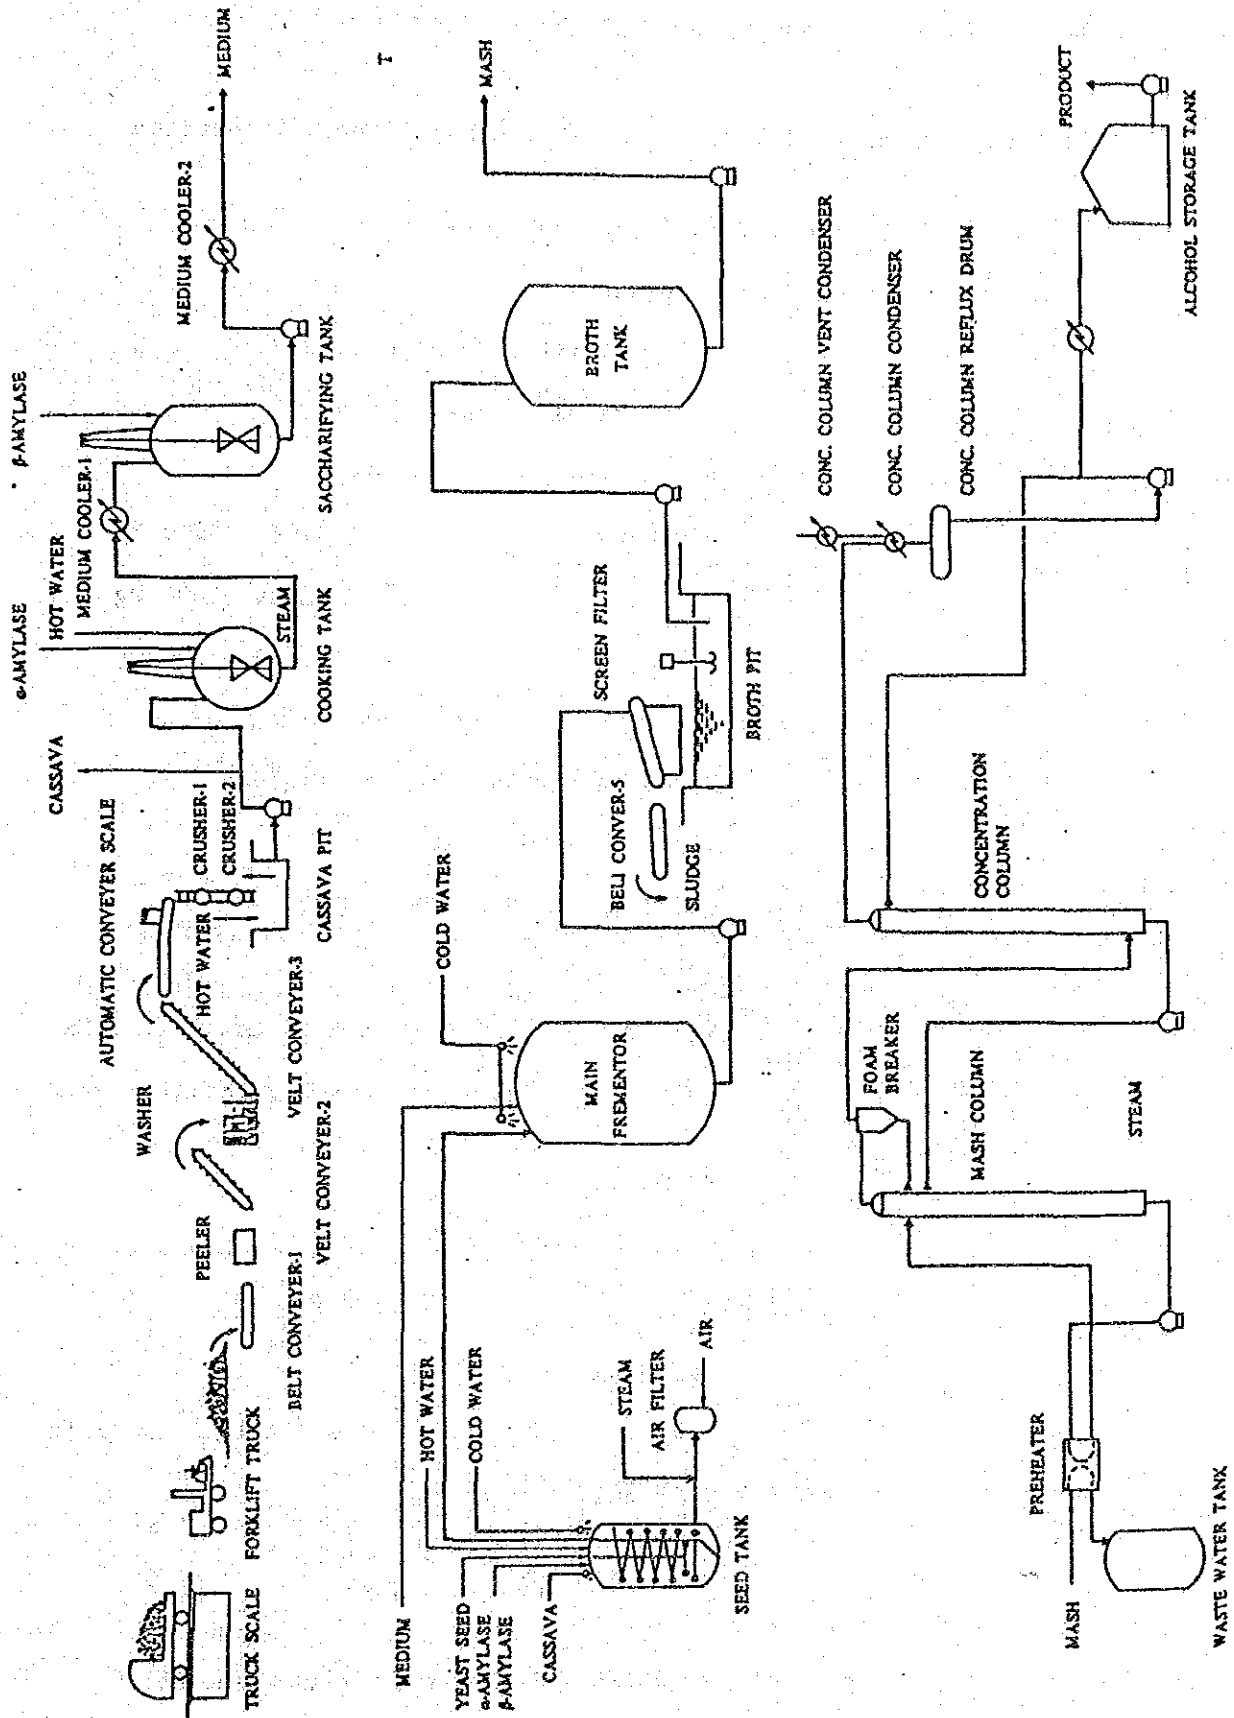 α-AMYLASE
β-AMYLASE
CASSAVA
HOT WATER
MEDIUM COOLER-1
MEDIUM COOLER-2
MEDIUM
AUTOMATIC CONVEYER SCALE
CRUSHER-1
CRUSHER-2
HOT WATER
STEAM
WASHER
PEELER
TRUCK SCALE
FORKLIFT TRUCK
BELT CONVEYER-1
VELT CONVEYER-2
VELT CONVEYER-3
CASSAVA PIT
COOKING TANK
SACCHARIFYING TANK
T
MEDIUM
HOT WATER
COLD WATER
COLD WATER
MASH
YEAST SEED
α-AMYLASE
β-AMYLASE
CASSAVA
STEAM
AIR FILTER
AIR
SEED TANK
MAIN
FREMENTOR
BELI CONVER-5
SLUDGE
SCREEN FILTER
BROTH PIT
BROTH
TANK
CONC. COLUMN VENT CONDENSER
CONC. COLUMN CONDENSER
CONC. COLUMN REFLUX DRUM
FOAM
BREAKER
MASH COLUMN
CONCENTRATION
COLUMN
PRODUCT
PREHEATER
MASH
STEAM
WASTE WATER TANK
ALCOHOL STORAGE TANK